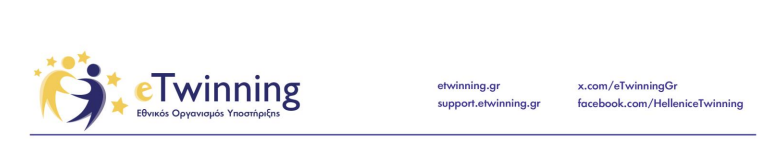 eTwinning
Εθνικός Οργανισμός Υποστήριξης
etwinning.gr
support.etwinning.gr
x.com/eTwinningGr
facebook.com/HelleniceTwinning